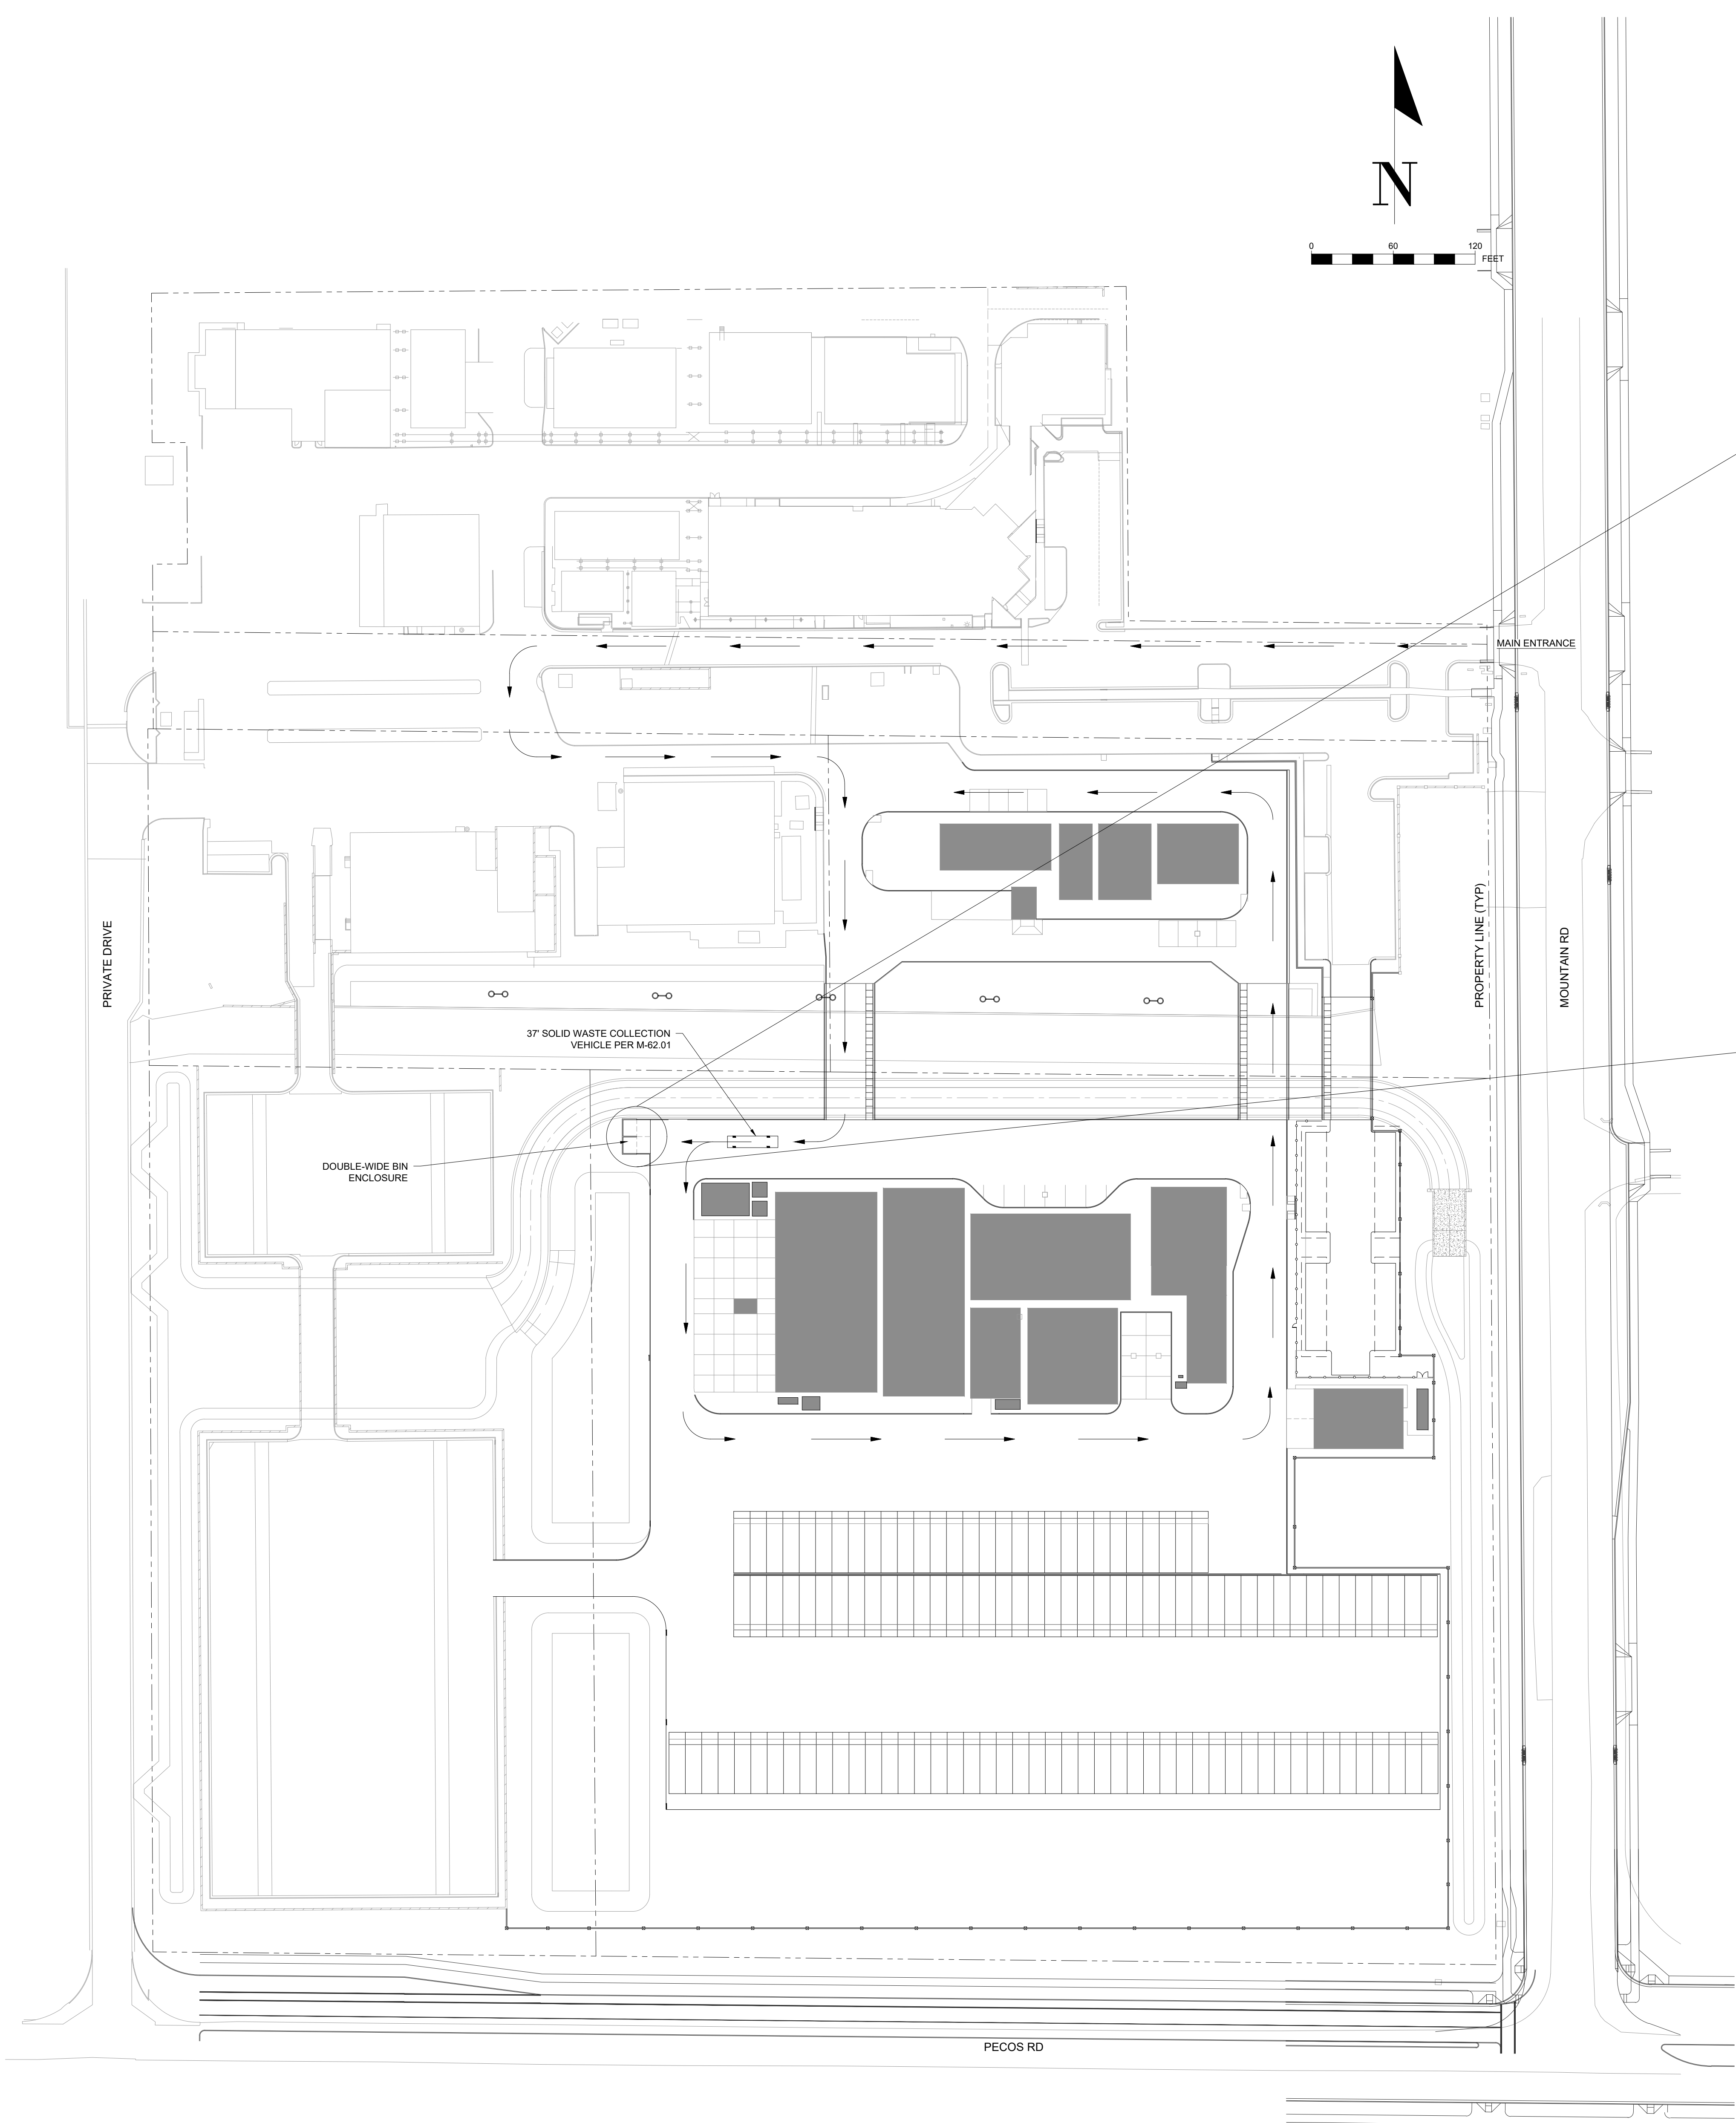 N
0 60 120
FEET
MAIN ENTRANCE
PRIVATE DRIVE
PROPERTY LINE (TYP)
MOUNTAIN RD
37' SOLID WASTE COLLECTION
VEHICLE PER M-62.01
DOUBLE-WIDE BIN
ENCLOSURE
PECOS RD